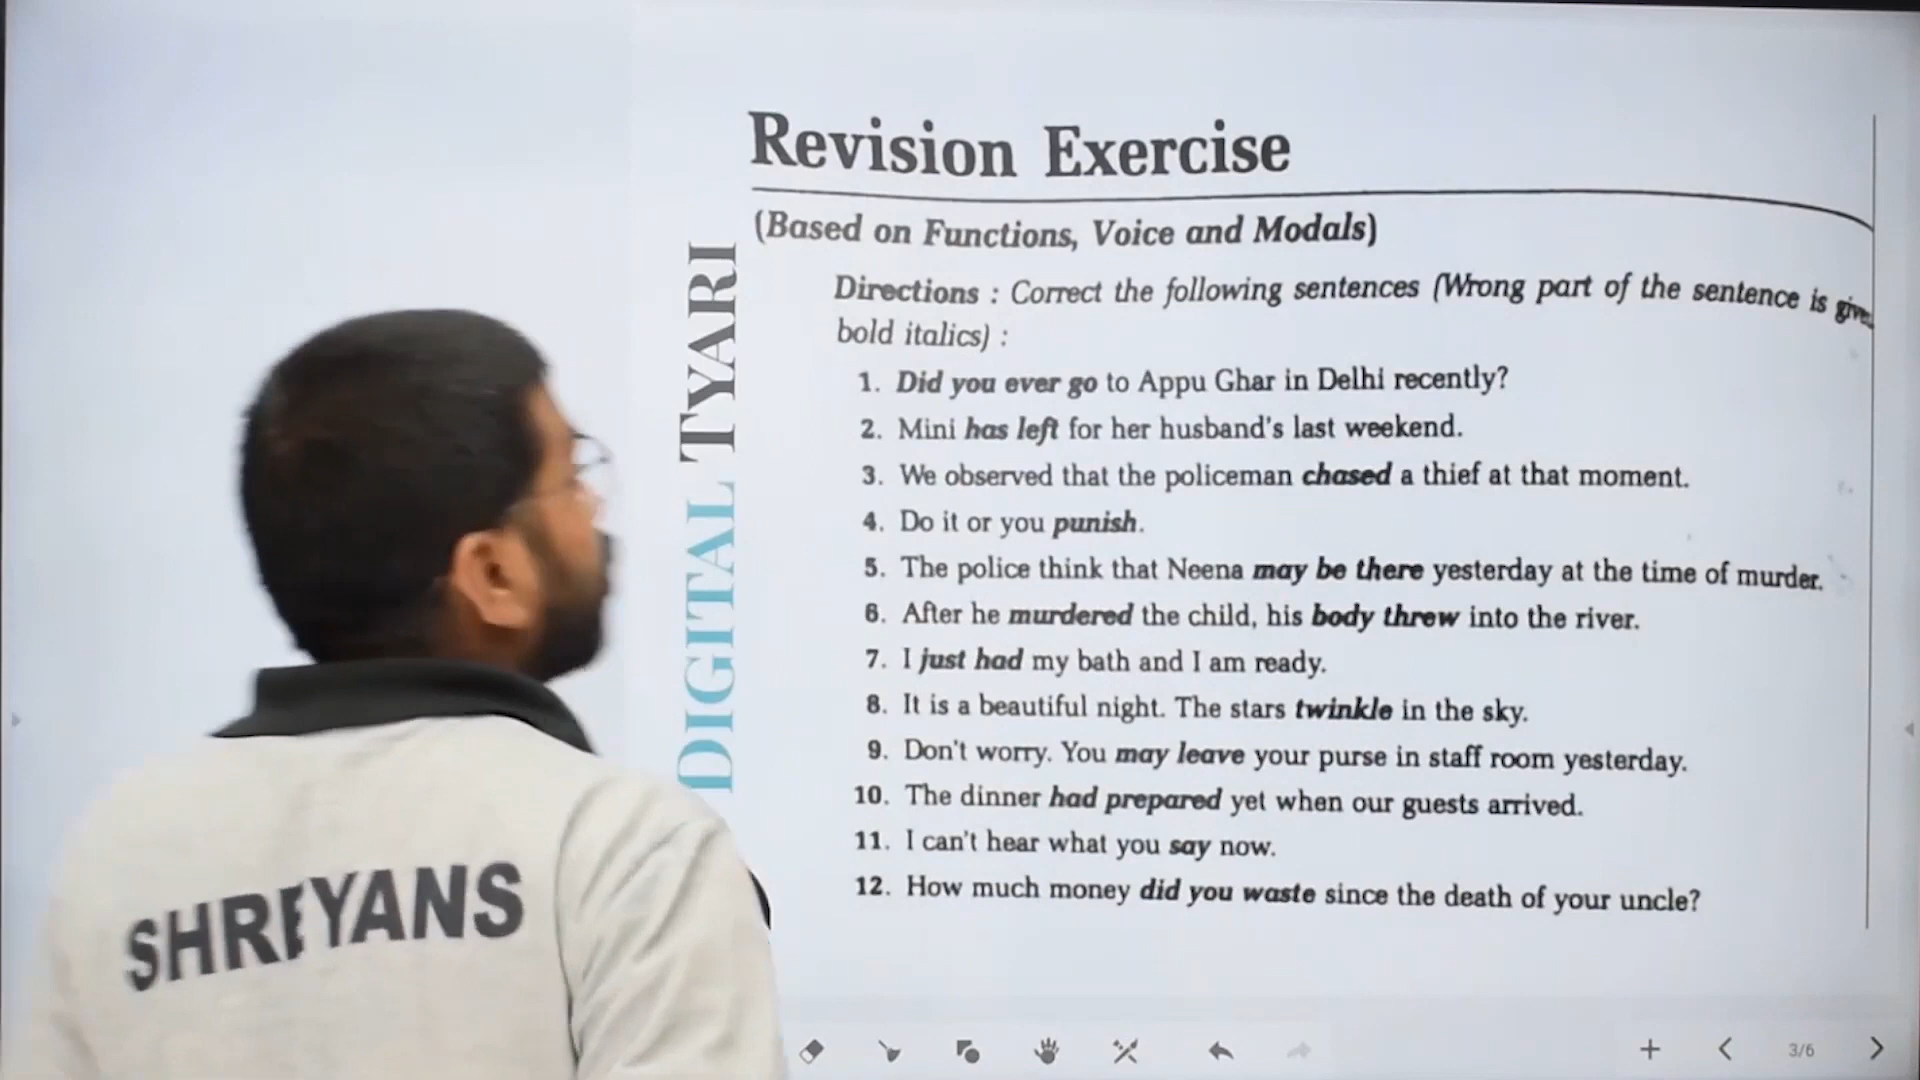 Revision Exercise
(Based on Functions, Voice and Modals)
Directions : Correct the following sentences (Wrong part of the sentence is
bold italics) :
1. Did you ever go to Appu Ghar in Delhi recently?
2. Mini has left for her husband's last weekend.
3. We observed that the policeman chased a thief at that moment.
4. Do it or you punish.
5. The police think that Neena may be there yesterday at the time of murder.
6. After he murdered the child, his body threw into the river.
7. I just had my bath and I am ready.
8. It is a beautiful night. The stars twinkle in the sky.
9. Don't worry. You may leave your purse in staff room yesterday.
10. The dinner had prepared yet when our guests arrived.
11. I can't hear what you say now.
12. How much money did you waste since the death of your uncle?
DIGITAL TYARI
SHREYANS
3/6